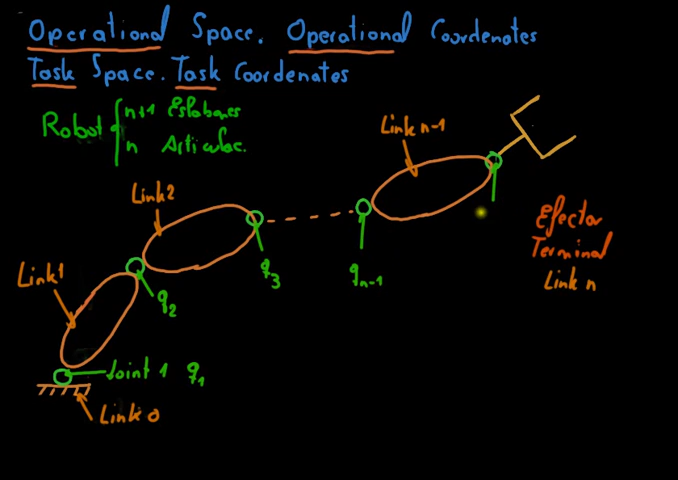 Operational Space. Operational Coordenates
Task Space. Task Coordenates
Robot
n+1 Eslabones
n Articulac.
Link n-1
Link 2
Efector
Terminal
Link n
Link 1
q2
q3
qn-1
Joint 1 q1
Link 0